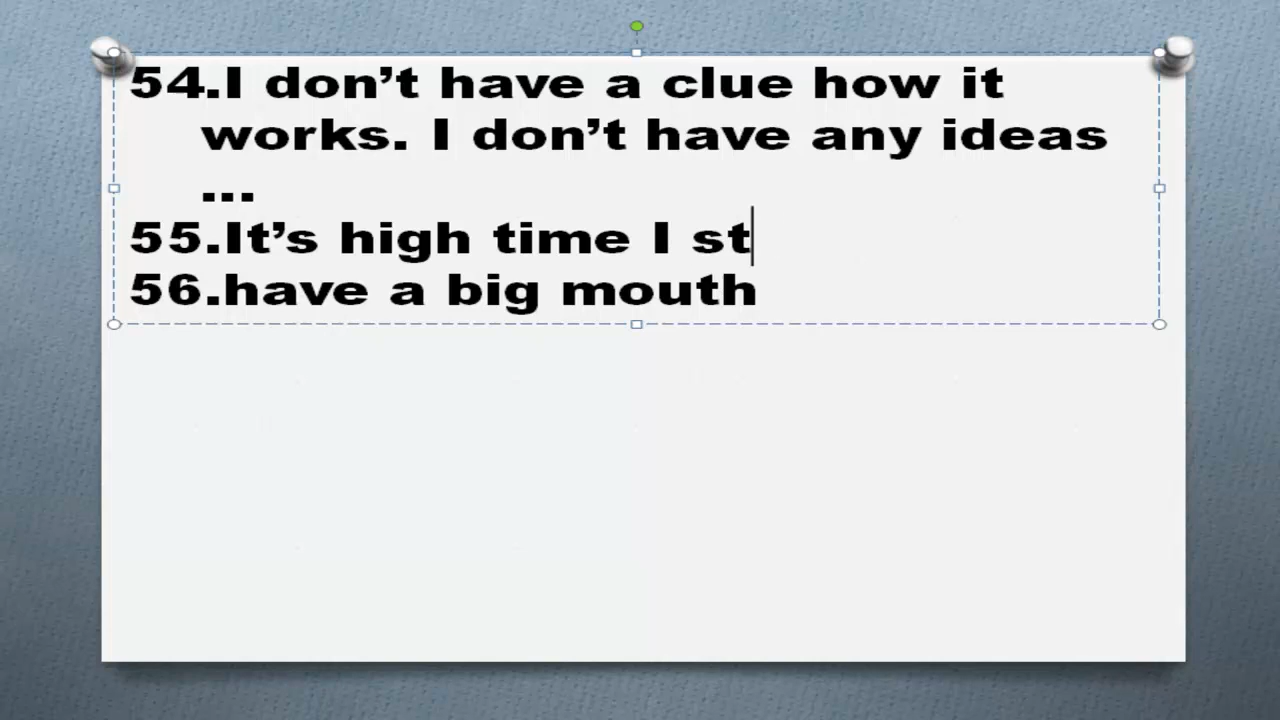 54.I don’t have a clue how it
works. I don’t have any ideas
...
55.It’s high time I st
56.have a big mouth